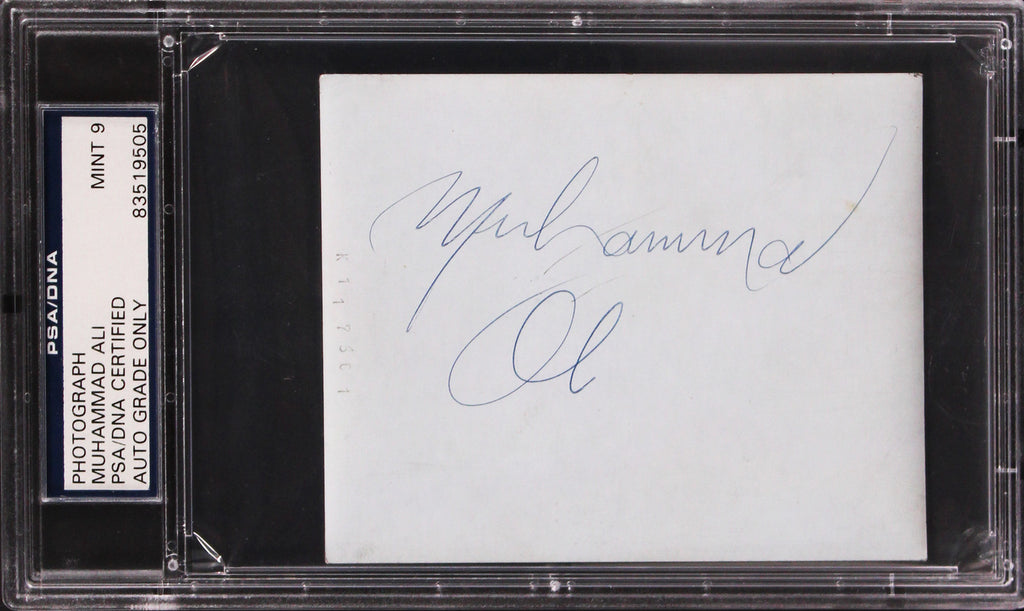 PSA/DNA
PHOTOGRAPH
MUHAMMAD ALI MINT 9
PSA/DNA CERTIFIED
AUTO GRADE ONLY 83519505
Muhammad
Ali